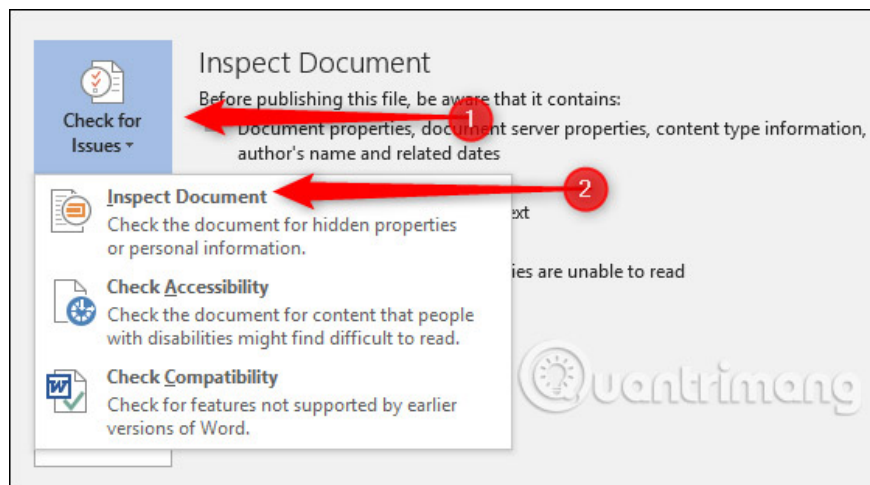 Inspect Document
Before publishing this file, be aware that it contains:
Document properties, document server properties, content type information,
author's name and related dates
Check for
Issues
1
Inspect Document
Check the document for hidden properties
or personal information.
2
ext
Check Accessibility
Check the document for content that people
with disabilities might find difficult to read.
ies are unable to read
Check Compatibility
Check for features not supported by earlier
versions of Word.
W
Quantrimang